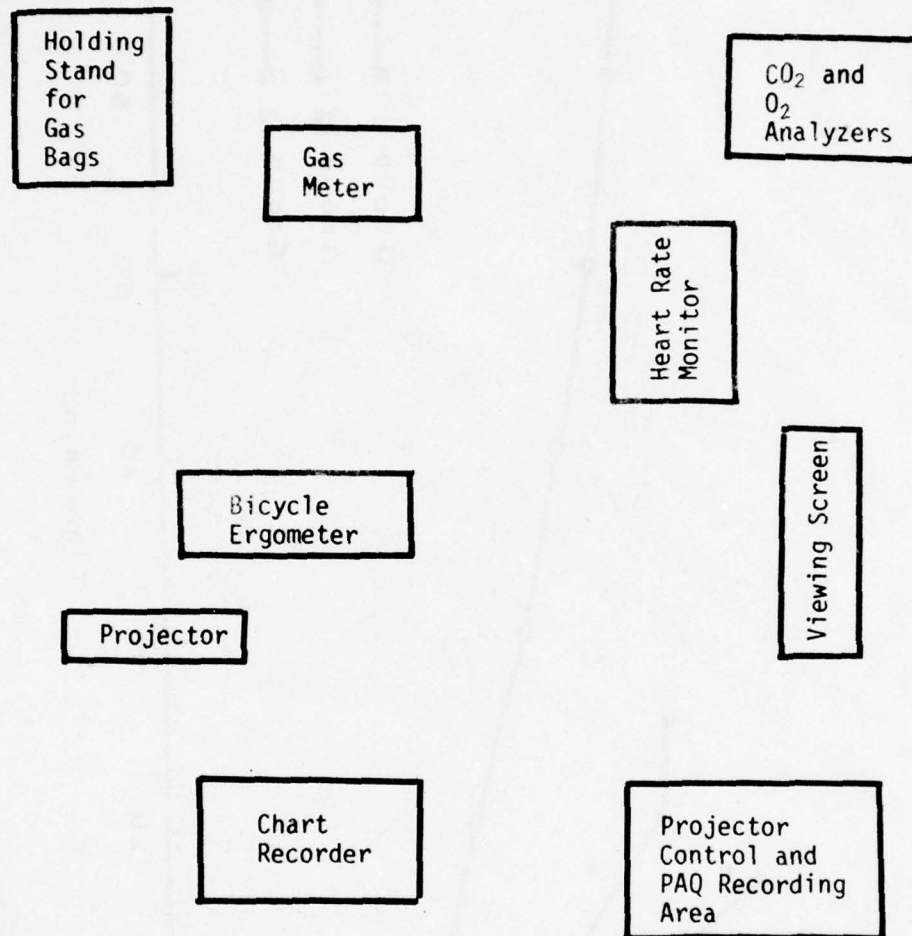 Holding
Stand
for
Gas
Bags
Gas
Meter
CO₂ and
O₂
Analyzers
Heart Rate
Monitor
Bicycle
Ergometer
Viewing Screen
Projector
Chart
Recorder
Projector
Control and
PAQ Recording
Area